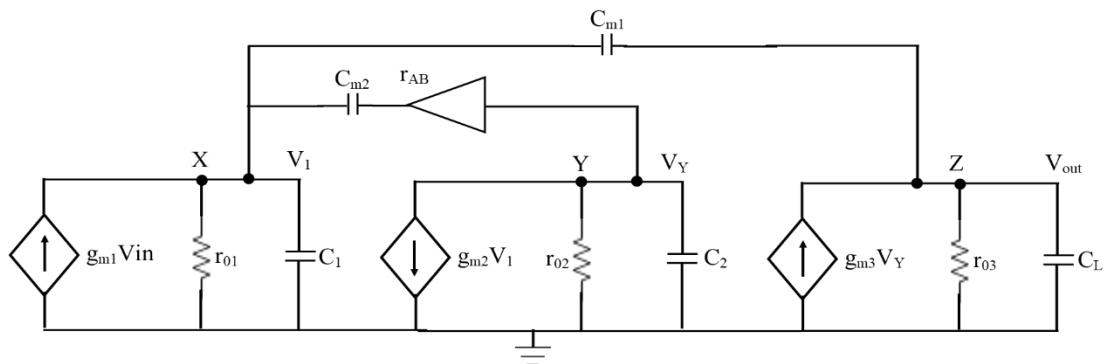 Cm1
Cm2
rAB
X
V1
Y
VY
Z
Vout
gm1Vin
r01
C1
gm2V1
r02
C2
gm3VY
r03
CL